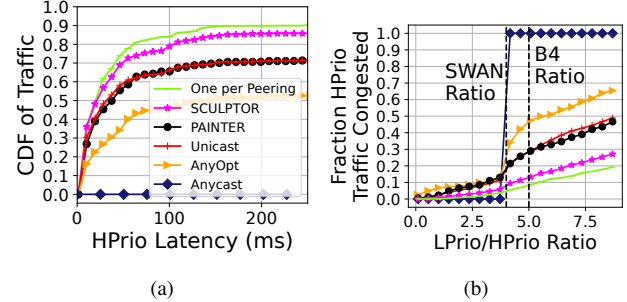 1.0
0.9
0.8
0.7
0.6
0.5
0.4
0.3
0.2
0.1
0.0
CDF of Traffic
One per Peering
SCULPTOR
PAINTER
Unicast
AnyOpt
Anycast
0
100
200
HPrio Latency (ms)
(a)
Fraction HPrio
Traffic Congested
1.0
0.9
0.8
0.7
0.6
0.5
0.4
0.3
0.2
0.1
0.0
SWAN
Ratio
B4
Ratio
0.0
2.5
5.0
7.5
LPrio/HPrio Ratio
(b)